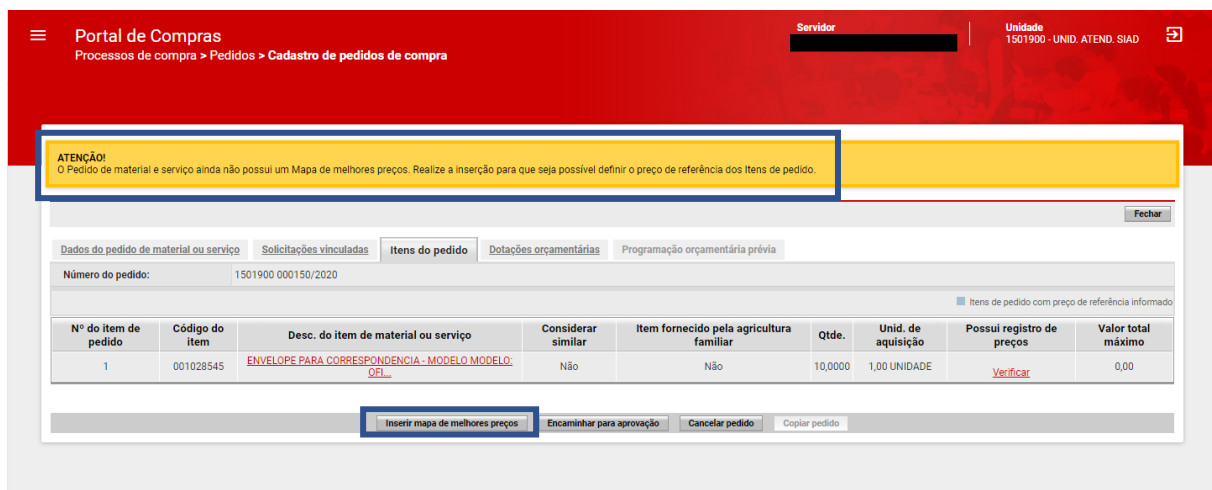 Portal de Compras
Processos de compra > Pedidos > Cadastro de pedidos de compra
Servidor
Unidade
1501900 - UNID. ATEND. SIAD
ATENÇÃO!
O Pedido de material e serviço ainda não possui um Mapa de melhores preços. Realize a inserção para que seja possível definir o preço de referência dos Itens de pedido.
Fechar
Dados do pedido de material ou serviço Solicitações vinculadas Itens do pedido Dotações orçamentárias Programação orçamentária prévia
Número do pedido: 1501900 000150/2020
Itens de pedido com preço de referência informado
Nº do item de pedido Código do item Desc. do item de material ou serviço Considerar similar Item fornecido pela agricultura familiar Qtde. Unid. de aquisição Possui registro de preços Valor total máximo
1 001028545 ENVELOPE PARA CORRESPONDENCIA - MODELO MODELO: OFI... Não Não 10,0000 1,00 UNIDADE Verificar 0,00
Inserir mapa de melhores preços Encaminhar para aprovação Cancelar pedido Copiar pedido